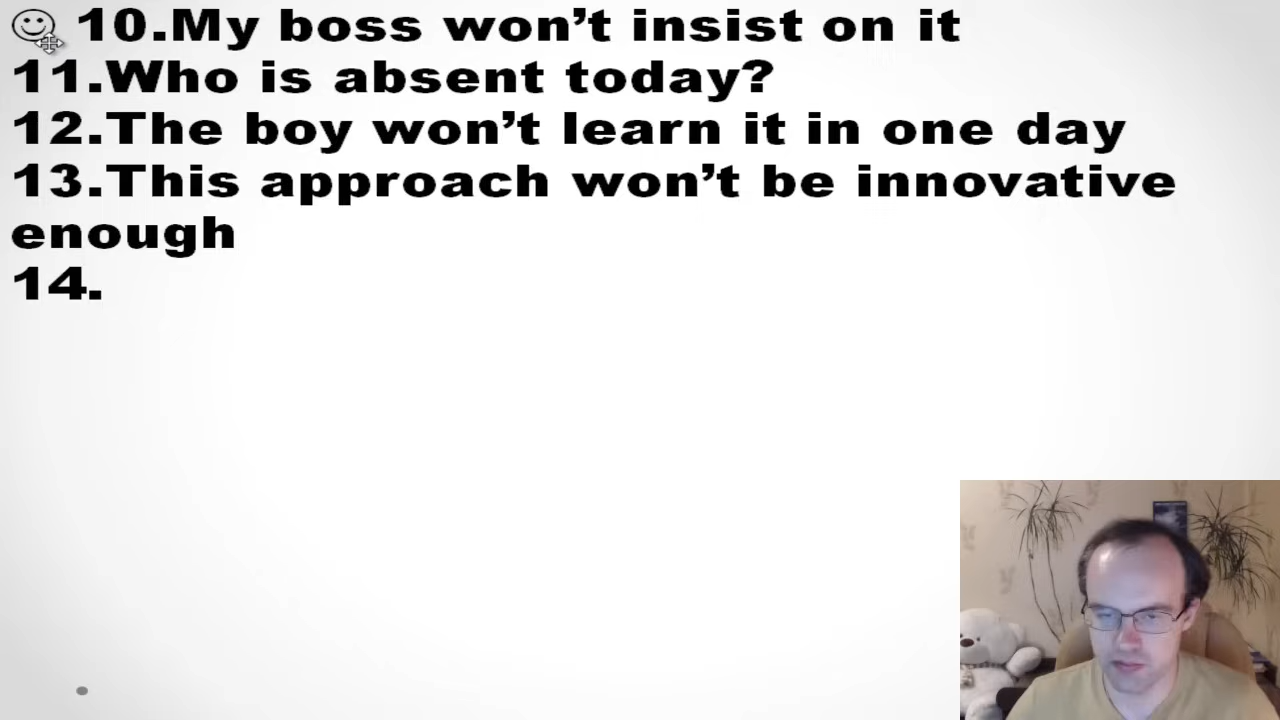 10.My boss won’t insist on it
11.Who is absent today?
12.The boy won’t learn it in one day
13.This approach won’t be innovative
enough
14.